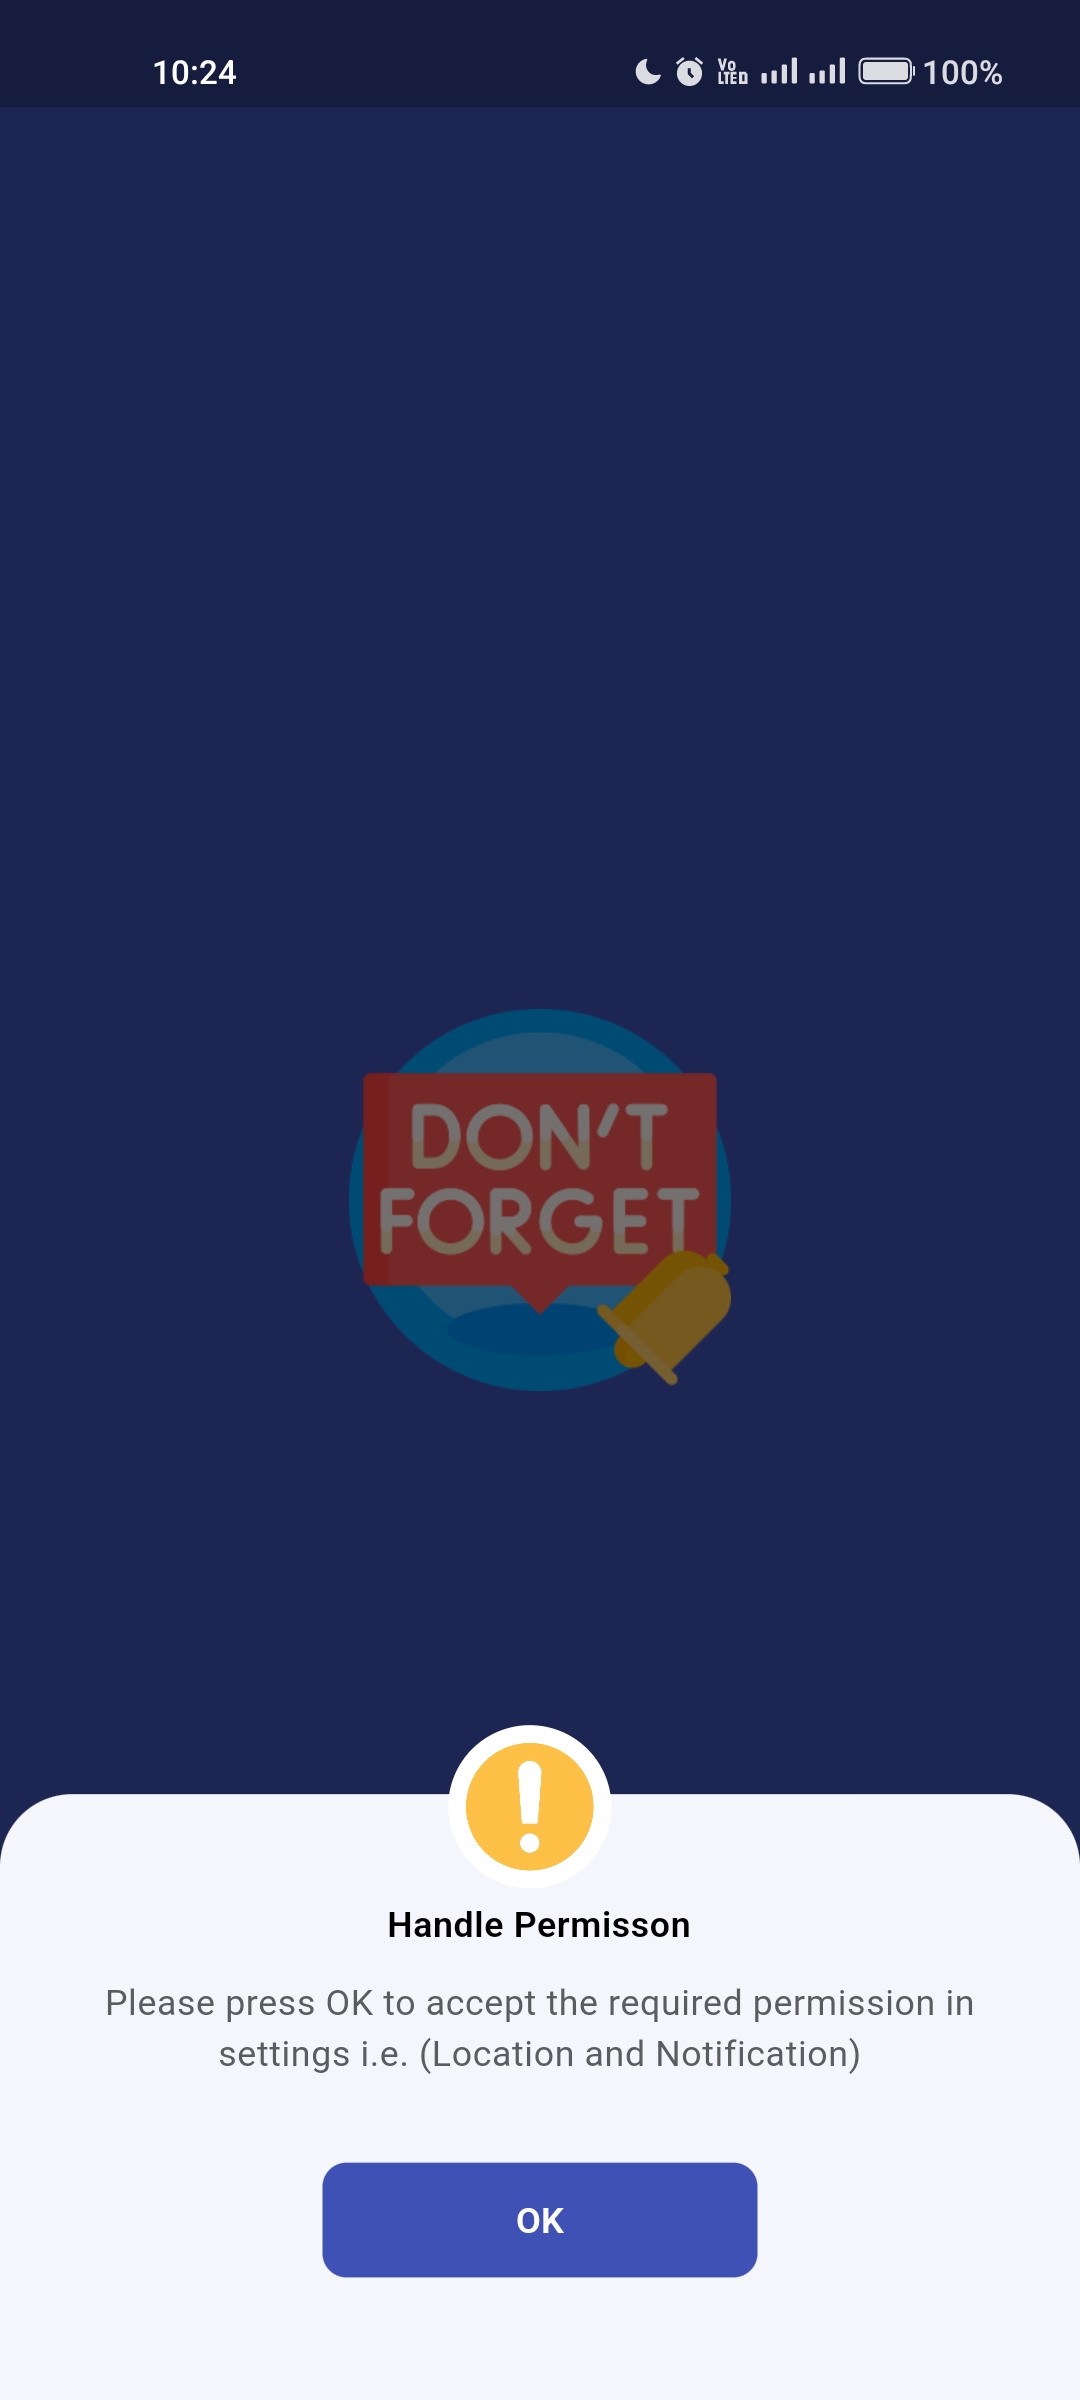 10:24
Vo
LTED
100%
DON'T
FORGET
Handle Permisson
Please press OK to accept the required permission in
settings i.e. (Location and Notification)
OK